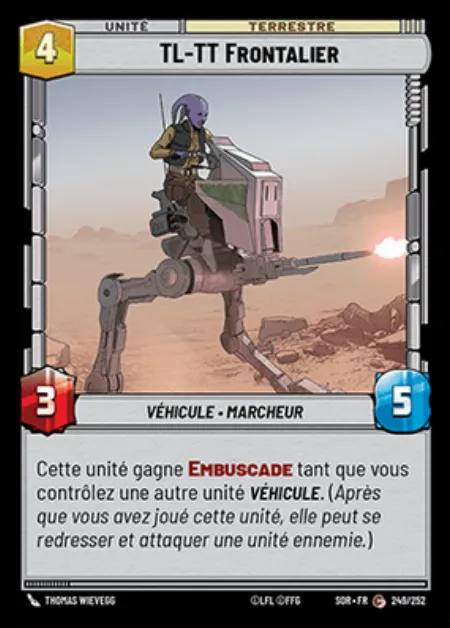 UNITÉ
TERRESTRE
4
TL-TT FRONTALIER
3
VÉHICULE • MARCHEUR
5
Cette unité gagne EMBUSCADE tant que vous
contrôlez une autre unité VÉHICULE. (Après
que vous avez joué cette unité, elle peut se
redresser et attaquer une unité ennemie.)
THOMAS WIEVEGG
©LFL ©FFG
SOR • FR C 249/252